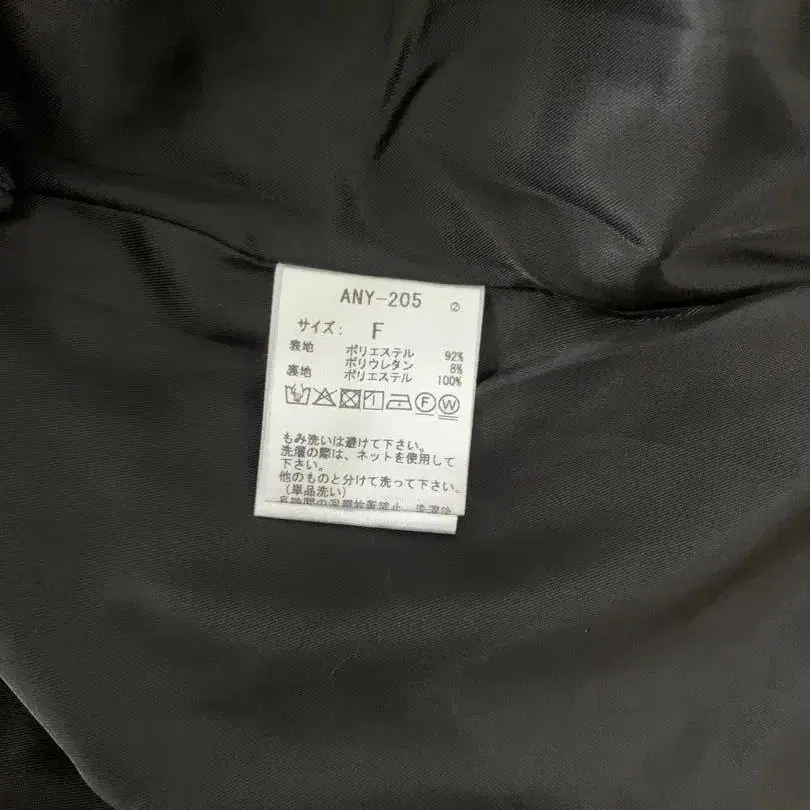 ANY-205 ②
サイズ: F
表地 ポリエステル 92%
ポリウレタン 8%
裏地 ポリエステル 100%
F W
もみ洗いは避けて下さい。
洗濯の際は、ネットを使用して
下さい。
他のものと分けて洗って下さい。
(単品洗い)